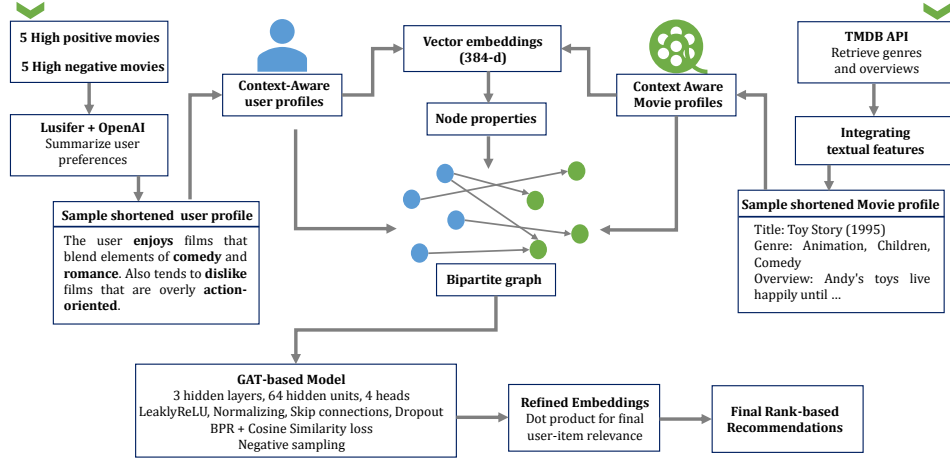 5 High positive movies
5 High negative movies
Lusifer + OpenAI
Summarize user
preferences
Sample shortened user profile
The user enjoys films that
blend elements of comedy and
romance. Also tends to dislike
films that are overly action-
oriented.
Context-Aware
user profiles
Vector embeddings
(384-d)
Node properties
Bipartite graph
Context Aware
Movie profiles
TMDB API
Retrieve genres
and overviews
Integrating
textual features
Sample shortened Movie profile
Title: Toy Story (1995)
Genre: Animation, Children,
Comedy
Overview: Andy's toys live
happily until ...
GAT-based Model
3 hidden layers, 64 hidden units, 4 heads
LeaklyReLU, Normalizing, Skip connections, Dropout
BPR + Cosine Similarity loss
Negative sampling
Refined Embeddings
Dot product for final
user-item relevance
Final Rank-based
Recommendations